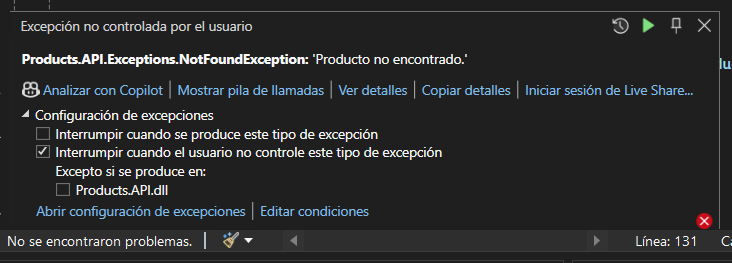 Excepción no controlada por el usuario
Products.API.Exceptions.NotFoundException: 'Producto no encontrado.'
Analizar con Copilot | Mostrar pila de llamadas | Ver detalles | Copiar detalles | Iniciar sesión de Live Share...
Configuración de excepciones
Interrumpir cuando se produce este tipo de excepción
Interrumpir cuando el usuario no controle este tipo de excepción
Excepto si se produce en:
Products.API.dll
Abrir configuración de excepciones | Editar condiciones
No se encontraron problemas.
Línea: 131